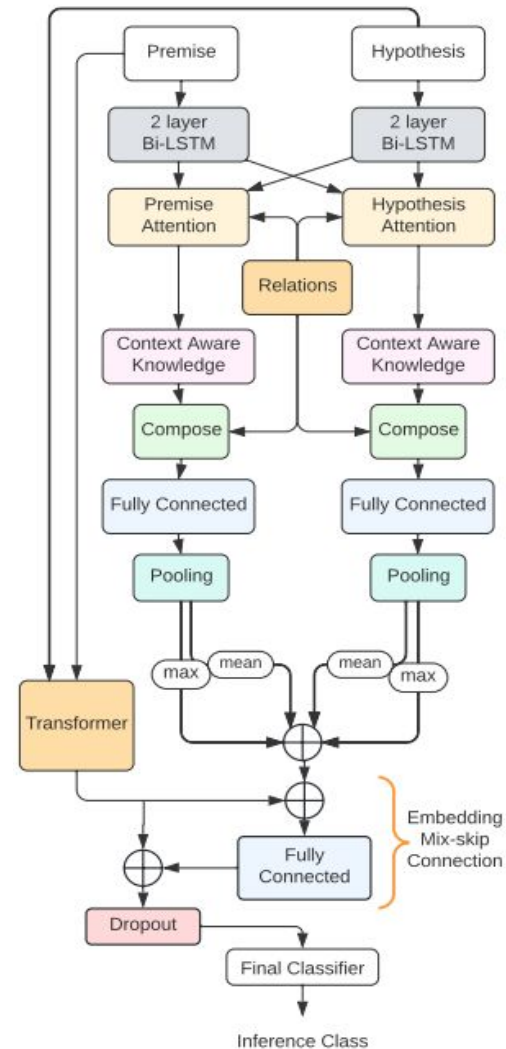 Premise
Hypothesis
2 layer
Bi-LSTM
2 layer
Bi-LSTM
Premise
Attention
Hypothesis
Attention
Relations
Context Aware
Knowledge
Context Aware
Knowledge
Compose
Compose
Fully Connected
Fully Connected
Pooling
Pooling
max
mean
mean
max
Transformer
Embedding
Mix-skip
Connection
Fully
Connected
Dropout
Final Classifier
Inference Class